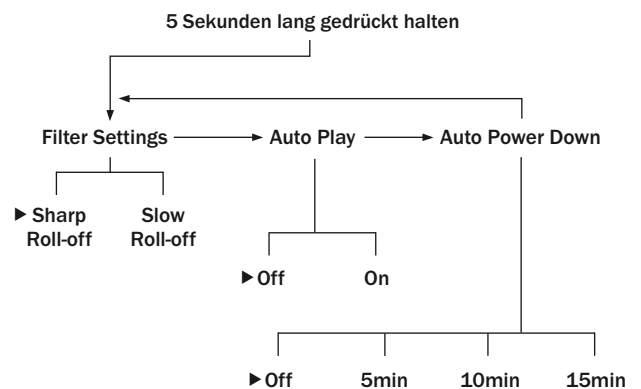 5 Sekunden lang gedrückt halten
Filter Settings
Auto Play
Auto Power Down
▶ Sharp
Roll-off
Slow
Roll-off
▶ Off
On
▶ Off
5min
10min
15min